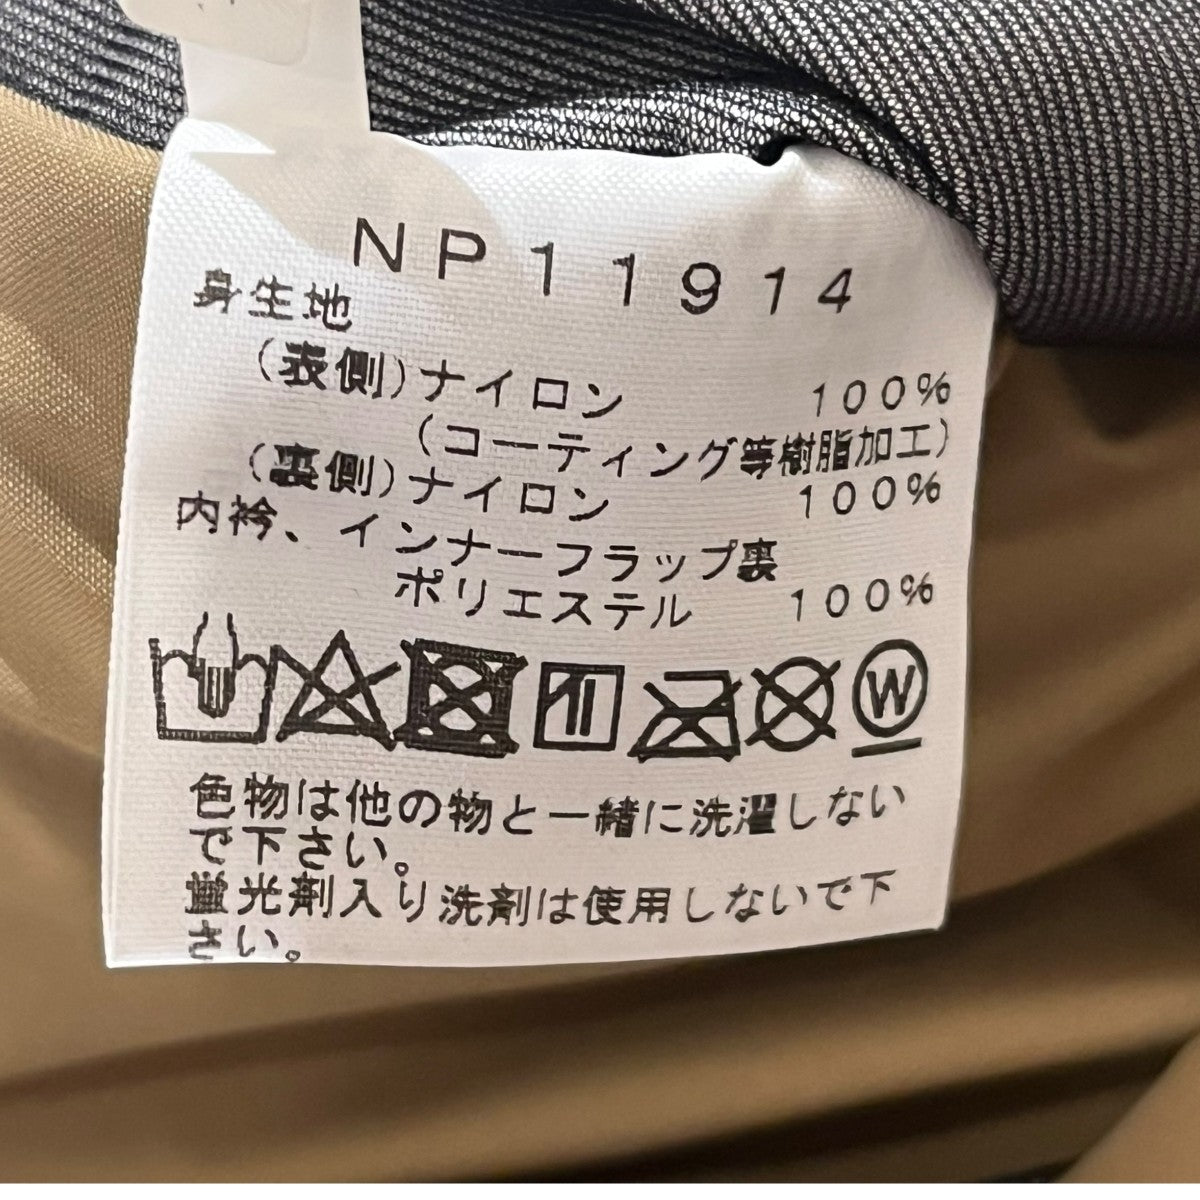 NP11914
身生地
(表側)ナイロン 100%
(コーティング等樹脂加工)
(裏側)ナイロン 100%
内衿、インナーフラップ裏
ポリエステル 100%
W
色物は他の物と一緒に洗濯しない
で下さい。
蛍光剤入り洗剤は使用しないで下
さい。